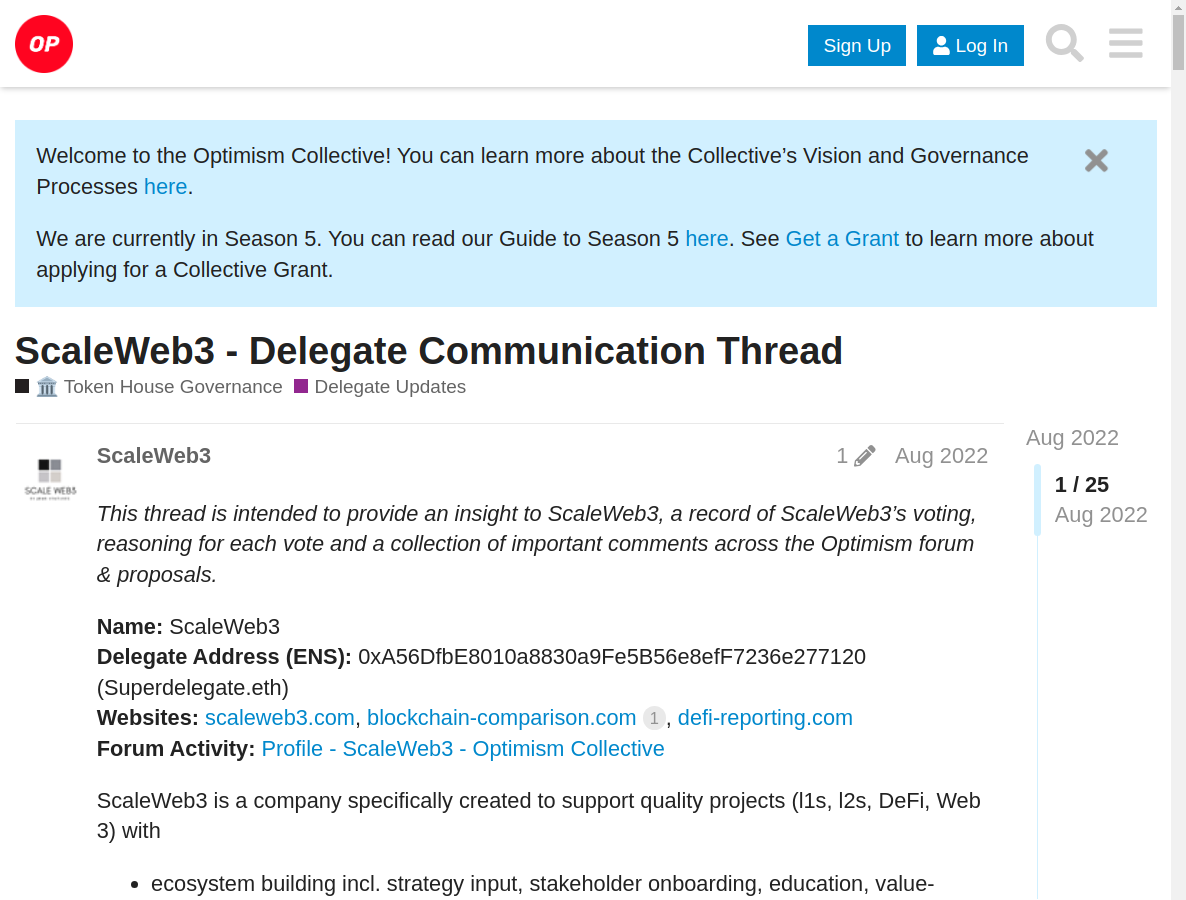 OP
Sign Up
Log In
Welcome to the Optimism Collective! You can learn more about the Collective’s Vision and Governance
Processes here.
We are currently in Season 5. You can read our Guide to Season 5 here. See Get a Grant to learn more about
applying for a Collective Grant.
ScaleWeb3 - Delegate Communication Thread
Token House Governance Delegate Updates
SCALE WEB3
ScaleWeb3
1
Aug 2022
Aug 2022
1 / 25
Aug 2022
This thread is intended to provide an insight to ScaleWeb3, a record of ScaleWeb3’s voting,
reasoning for each vote and a collection of important comments across the Optimism forum
& proposals.
Name: ScaleWeb3
Delegate Address (ENS): 0xA56DfbE8010a8830a9Fe5B56e8efF7236e277120
(Superdelegate.eth)
Websites: scaleweb3.com, blockchain-comparison.com 1, defi-reporting.com
Forum Activity: Profile - ScaleWeb3 - Optimism Collective
ScaleWeb3 is a company specifically created to support quality projects (l1s, l2s, DeFi, Web
3) with
• ecosystem building incl. strategy input, stakeholder onboarding, education, value-